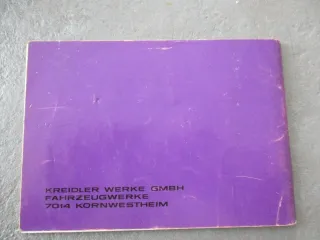 KREIDLER WERKE GMBH
FAHRZEUGWERKE
7014 KORNWESTHEIM